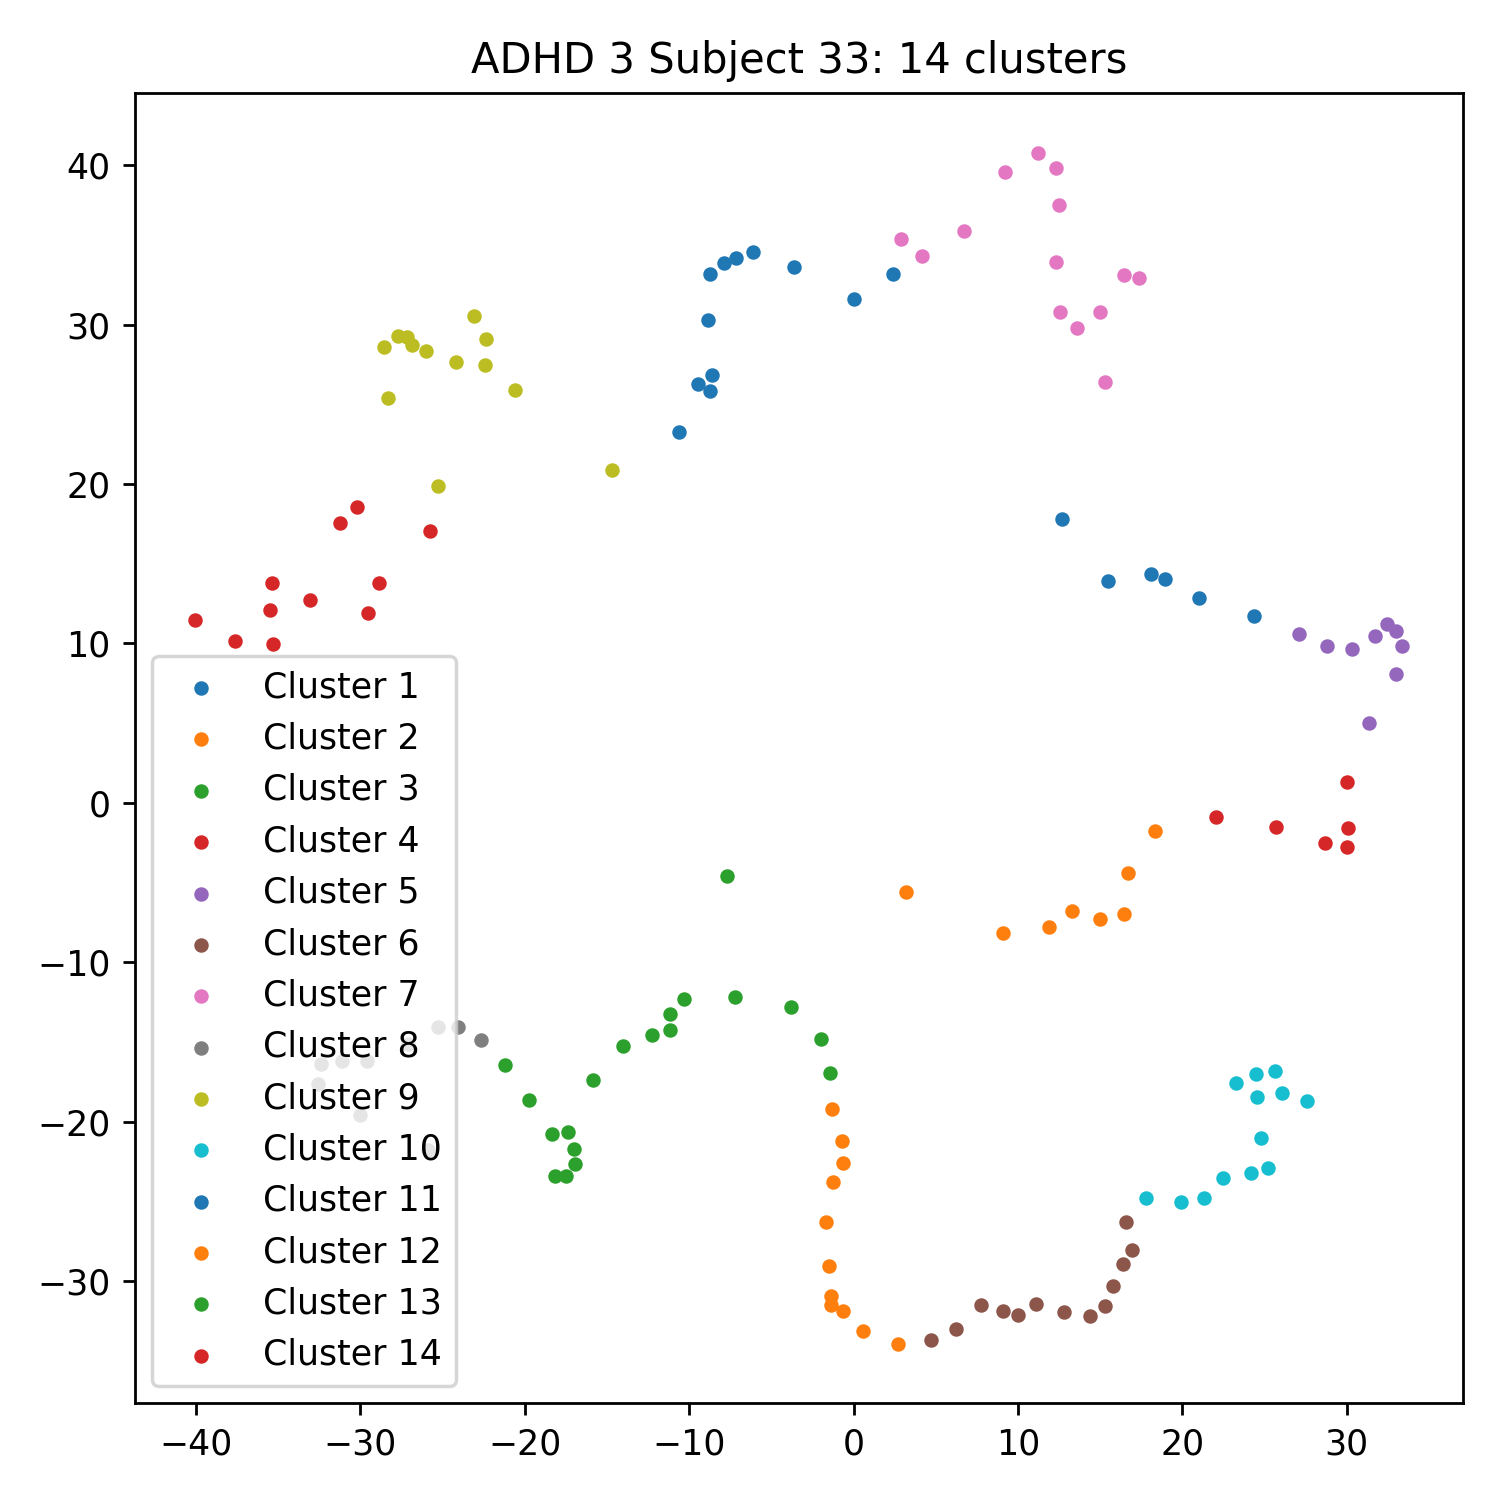 ADHD 3 Subject 33: 14 clusters
40
30
20
10
0
−10
−20
−30
Cluster 1
Cluster 2
Cluster 3
Cluster 4
Cluster 5
Cluster 6
Cluster 7
Cluster 8
Cluster 9
Cluster 10
Cluster 11
Cluster 12
Cluster 13
Cluster 14
−40 −30 −20 −10 0 10 20 30